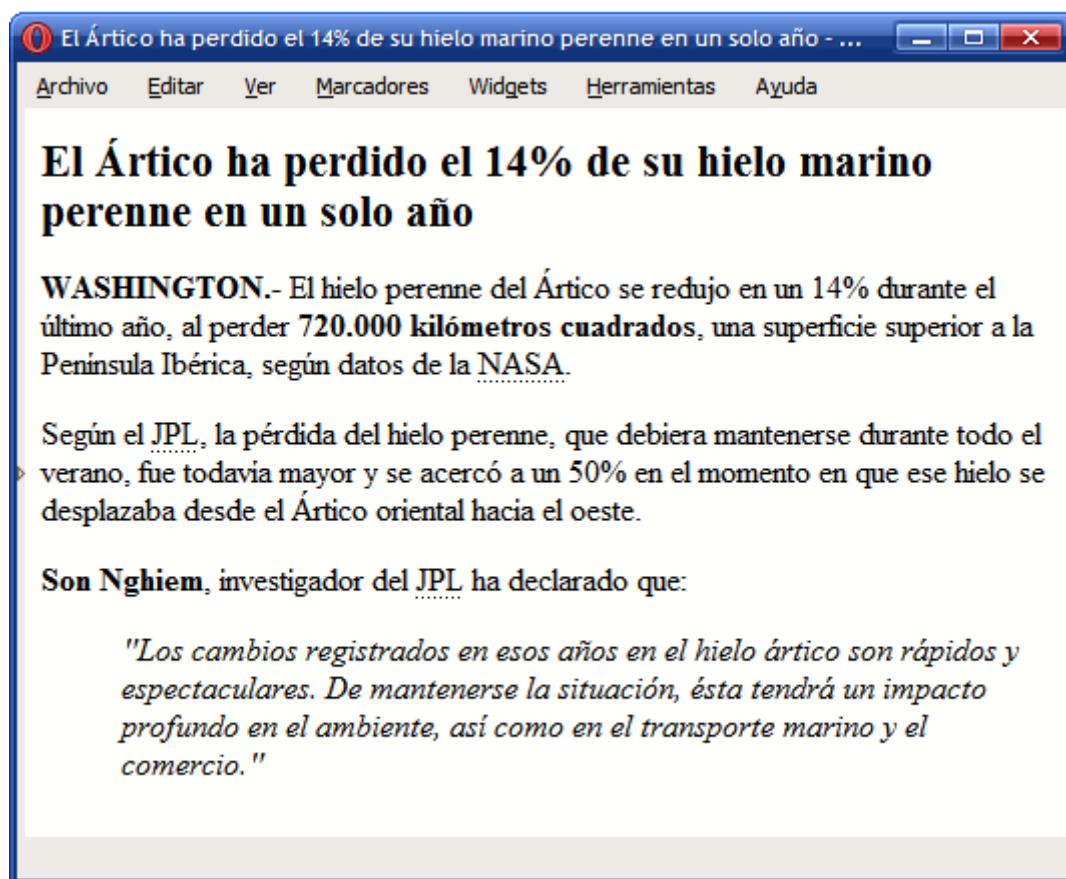 El Ártico ha perdido el 14% de su hielo marino perenne en un solo año - ...
Archivo Editar Ver Marcadores Widgets Herramientas Ayuda
El Ártico ha perdido el 14% de su hielo marino
perenne en un solo año
WASHINGTON.- El hielo perenne del Ártico se redujo en un 14% durante el
último año, al perder 720.000 kilómetros cuadrados, una superficie superior a la
Península Ibérica, según datos de la NASA.
Según el JPL, la pérdida del hielo perenne, que debiera mantenerse durante todo el
verano, fue todavía mayor y se acercó a un 50% en el momento en que ese hielo se
desplazaba desde el Ártico oriental hacia el oeste.
Son Nghiem, investigador del JPL ha declarado que:
"Los cambios registrados en esos años en el hielo ártico son rápidos y
espectaculares. De mantenerse la situación, ésta tendrá un impacto
profundo en el ambiente, así como en el transporte marino y el
comercio."